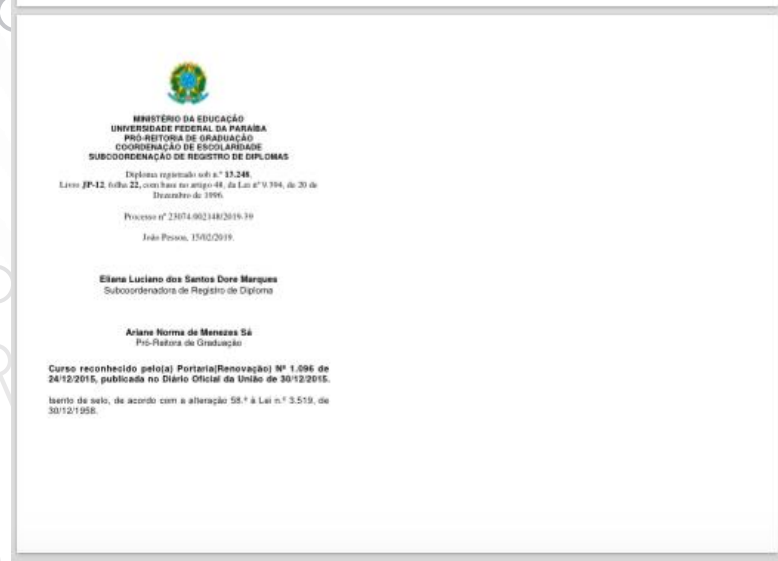 MINISTÉRIO DA EDUCAÇÃO
UNIVERSIDADE FEDERAL DA PARAÍBA
PRÓ-REITORIA DE GRADUAÇÃO
COORDENAÇÃO DE ESCOLARIDADE
SUBCOORDENAÇÃO DE REGISTRO DE DIPLOMAS
Diploma registrado sob n.º 13.248,
Livro JP-12, folha 22, com base no artigo 48, da Lei nº 9.394, de 20 de
Dezembro de 1996.
Processo nº 23074.002148/2019-39
João Pessoa, 15/02/2019.
Eliana Luciano dos Santos Dore Marques
Subcoordenadora de Registro de Diploma
Ariane Norma de Menezes Sá
Pró-Reitora de Graduação
Curso reconhecido pelo(a) Portaria(Renovação) Nº 1.096 de
24/12/2015, publicada no Diário Oficial da União de 30/12/2015.
Isento de selo, de acordo com a alteração 58.ª à Lei n.º 3.519, de
30/12/1958.